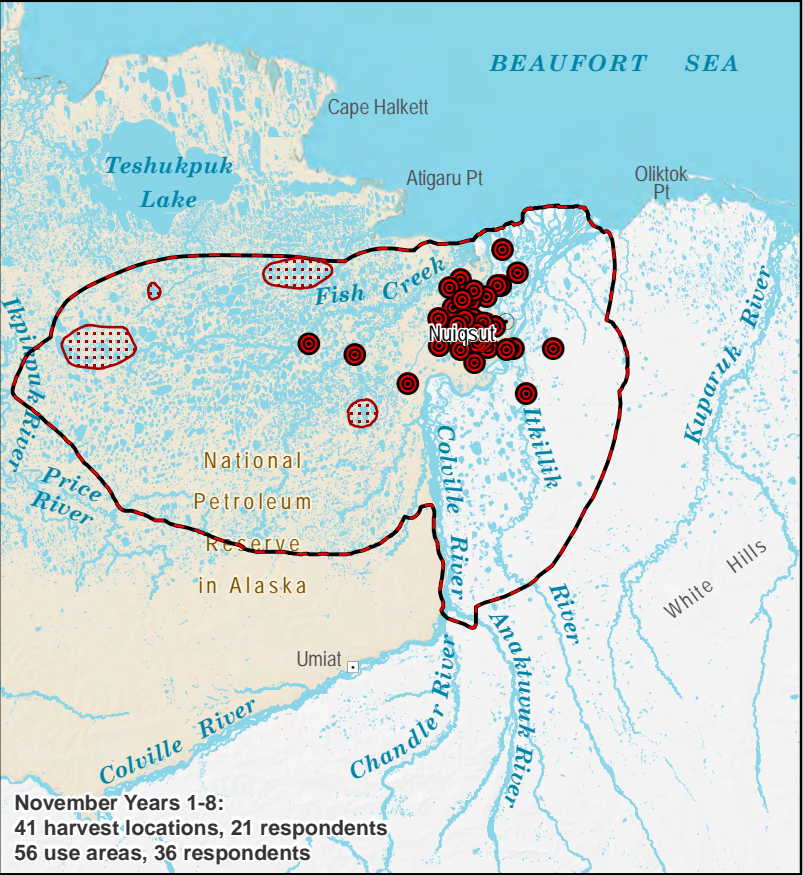 BEAUFORT SEA
Cape Halkett
Teshukpuk
Lake
Atigaru Pt
Oliktok
Pt
Fish Creek
Nuiqsut
Ikpikpuk River
Kuparuk River
Itkillik
River
Colville River
Price
River
National
Petroleum
Reserve
in Alaska
White Hills
Umiat
Anaktuvuk River
Chandler River
Colville River
November Years 1-8:
41 harvest locations, 21 respondents
56 use areas, 36 respondents